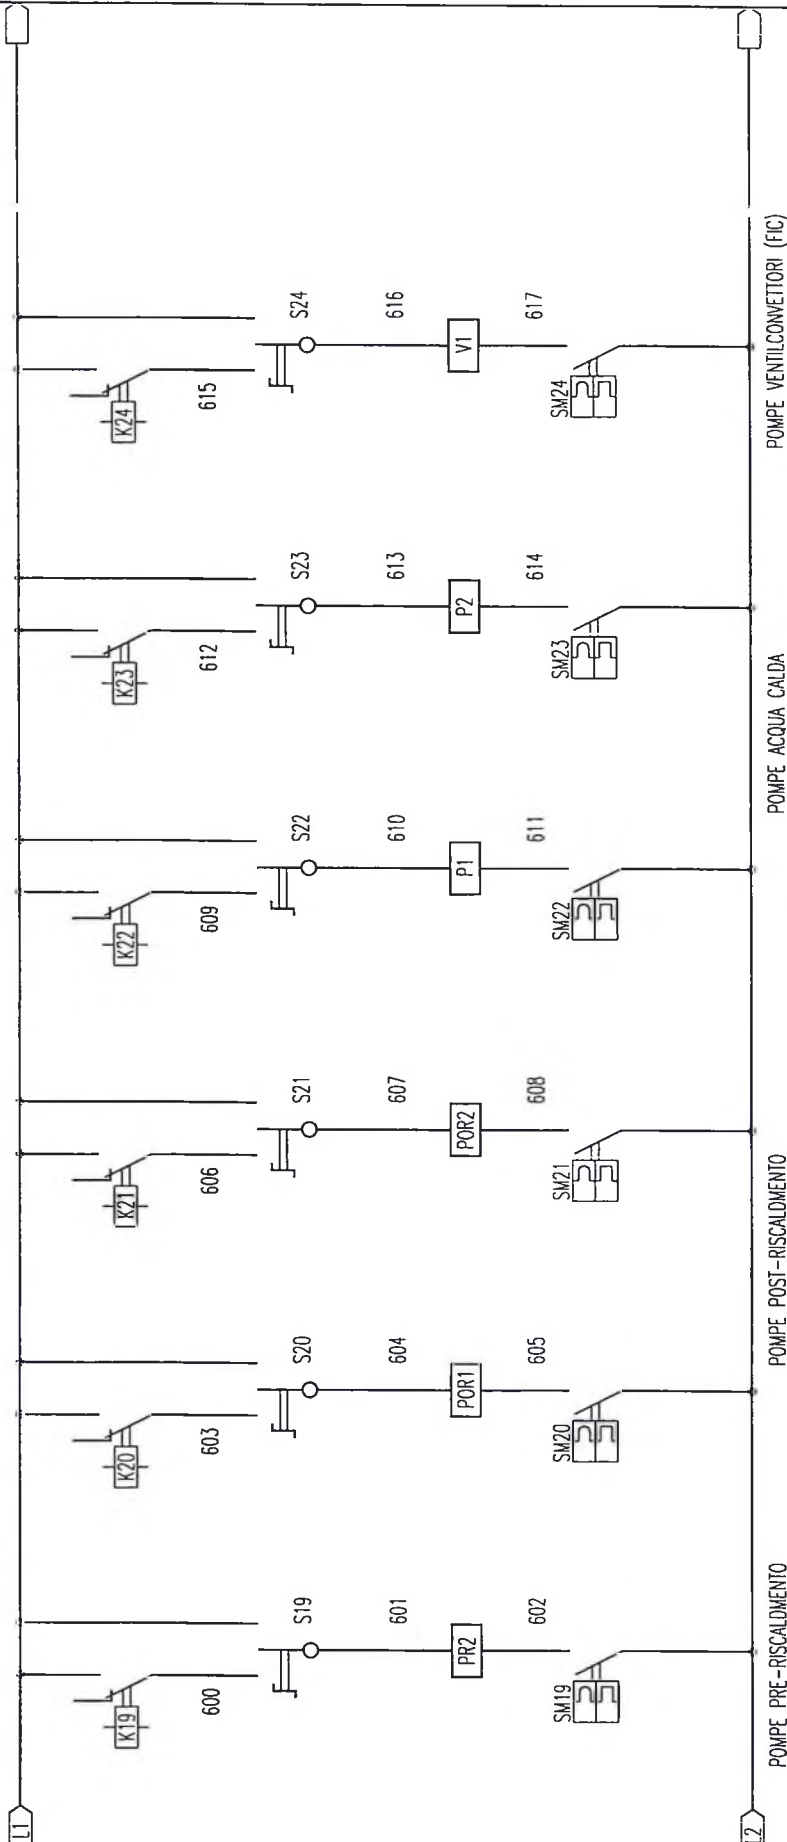 L1
K19 K20 K21 K22 K23 K24
600 603 606 609 612 615
S19 S20 S21 S22 S23 S24
601 604 607 610 613 616
PR2 POR1 POR2 P1 P2 V1
602 605 608 611 614 617
SM19 SM20 SM21 SM22 SM23 SM24
L2
POMPE PRE-RISCALDMENTO POMPE POST-RISCALDMENTO POMPE ACQUA CALDA POMPE VENTILCONVETTORI (FIC)